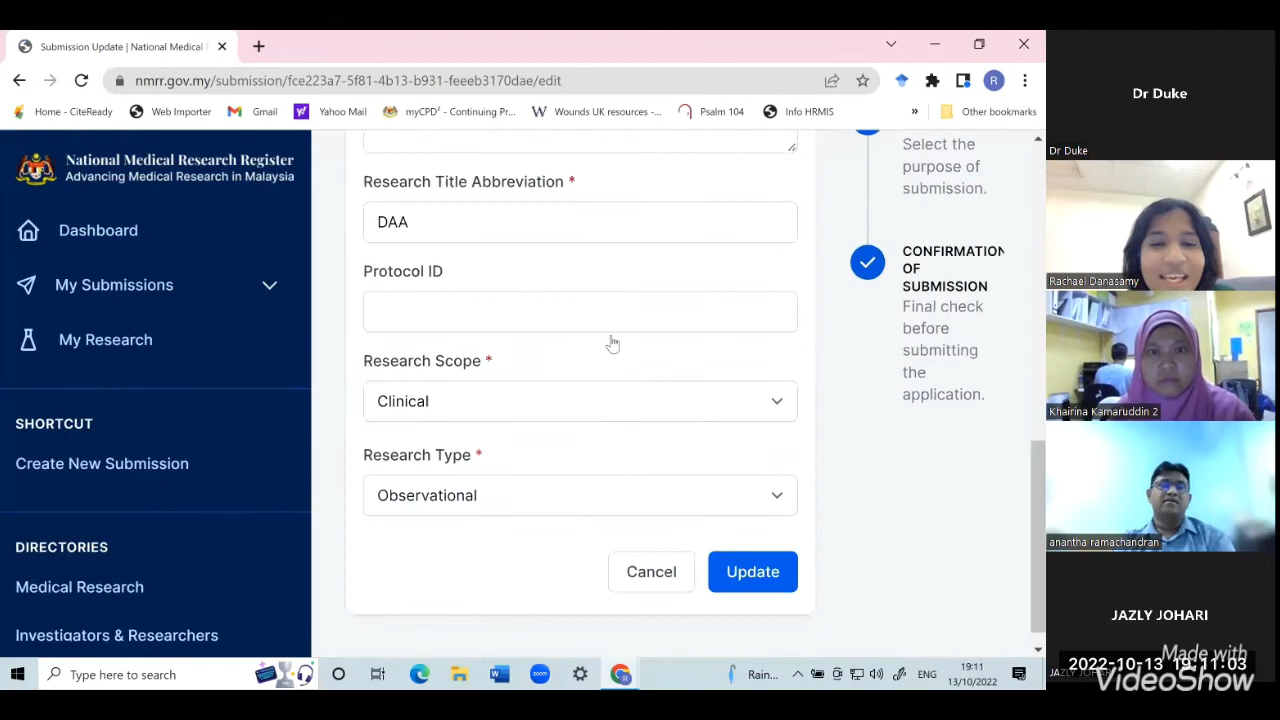 Submission Update | National Medical
nmrr.gov.my/submission/fce223a7-5f81-4b13-b931-feeeb3170dae/edit
R
Home - CiteReady
Web Importer
Gmail
Yahoo Mail
myCPD² - Continuing Pr...
Wounds UK resources -...
Psalm 104
Info HRMIS
»
Other bookmarks
National Medical Research Register
Advancing Medical Research in Malaysia
Dashboard
My Submissions
My Research
SHORTCUT
Create New Submission
DIRECTORIES
Medical Research
Investigators & Researchers
Research Title Abbreviation *
DAA
Protocol ID
Research Scope *
Clinical
Research Type *
Observational
Cancel
Update
Select the
purpose of
submission.
CONFIRMATION
OF
SUBMISSION
Final check
before
submitting
the
application.
Dr Duke
Dr Duke
Rachael Danasamy
Khairina Kamaruddin 2
anantha ramachandran
JAZLY JOHARI
JAZLY JOHARI
Made with
VideoShow
2022-10-13 19:11:03
Type here to search
Rain...
ENG
19:11
13/10/2022